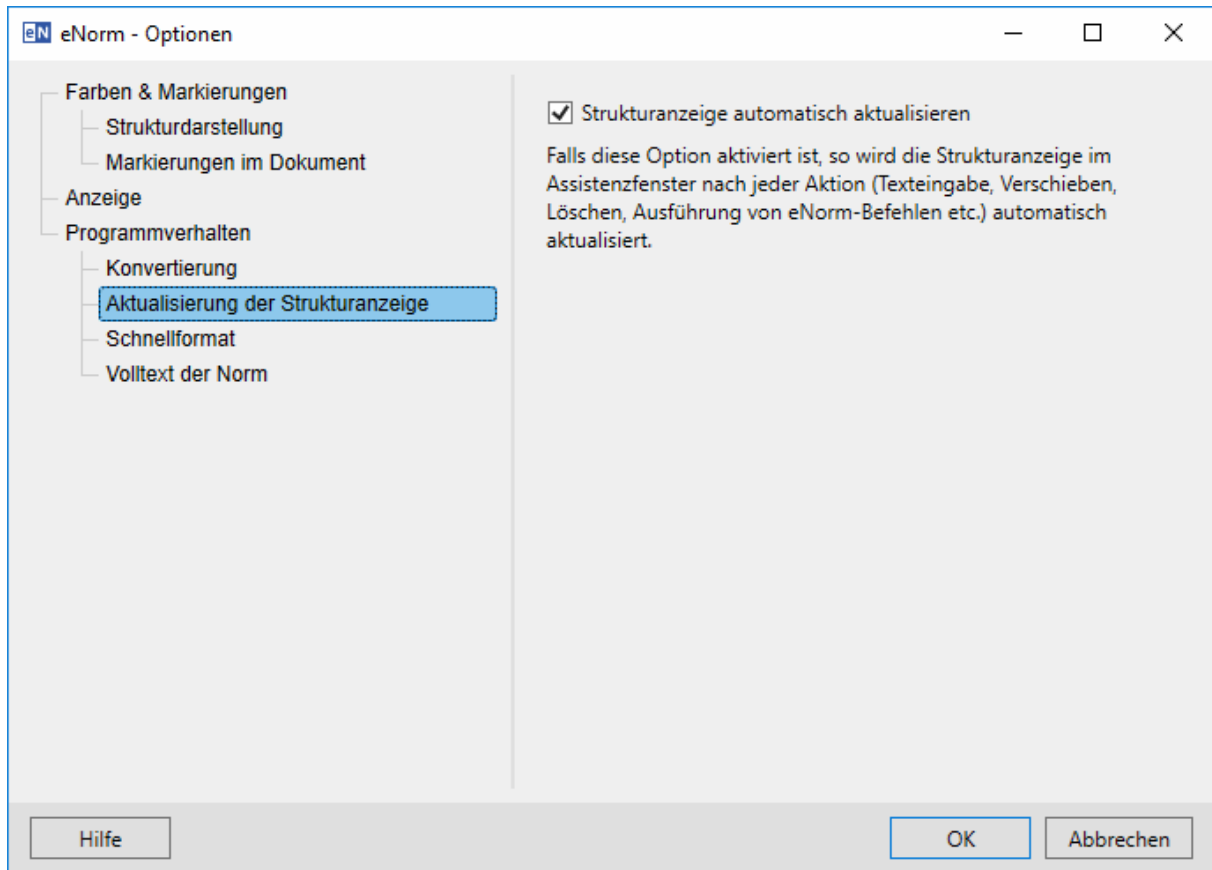 eN eNorm - Optionen
Farben & Markierungen
Strukturdarstellung
Markierungen im Dokument
Anzeige
Programmverhalten
Konvertierung
Aktualisierung der Strukturanzeige
Schnellformat
Volltext der Norm
Strukturanzeige automatisch aktualisieren
Falls diese Option aktiviert ist, so wird die Strukturanzeige im
Assistenzfenster nach jeder Aktion (Texteingabe, Verschieben,
Löschen, Ausführung von eNorm-Befehlen etc.) automatisch
aktualisiert.
Hilfe
OK
Abbrechen